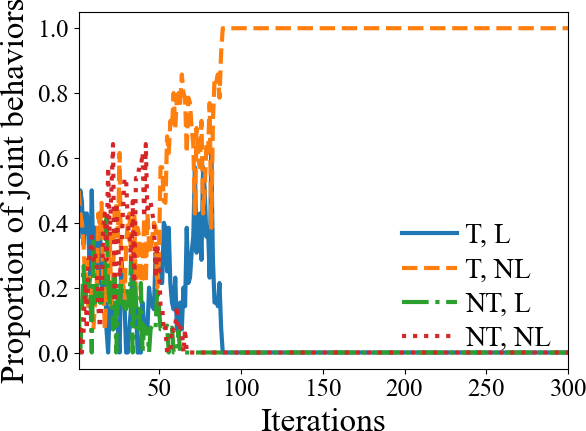 Proportion of joint behaviors
1.0
0.8
0.6
0.4
0.2
0.0
T, L
T, NL
NT, L
NT, NL
50 100 150 200 250 300
Iterations